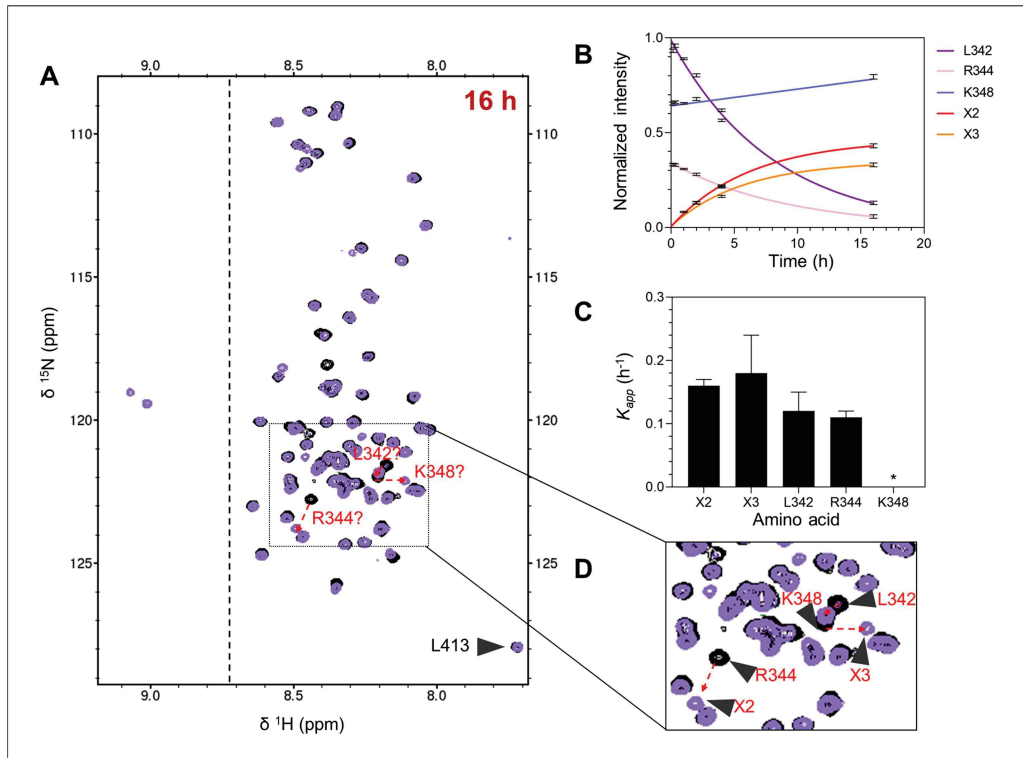 A
9.0 8.5 8.0
16 h
110
115
120
125
110
115
120
125
δ 15N (ppm)
L342?
K348?
R344?
L413
9.0 8.5 8.0
δ 1H (ppm)
B
1.0
0.5
0.0
Normalized intensity
0 5 10 15 20
Time (h)
L342
R344
K348
X2
X3
C
0.3
0.2
0.1
0.0
Kapp (h-1)
*
X2 X3 L342 R344 K348
Amino acid
D
K348
L342
R344
X3
X2